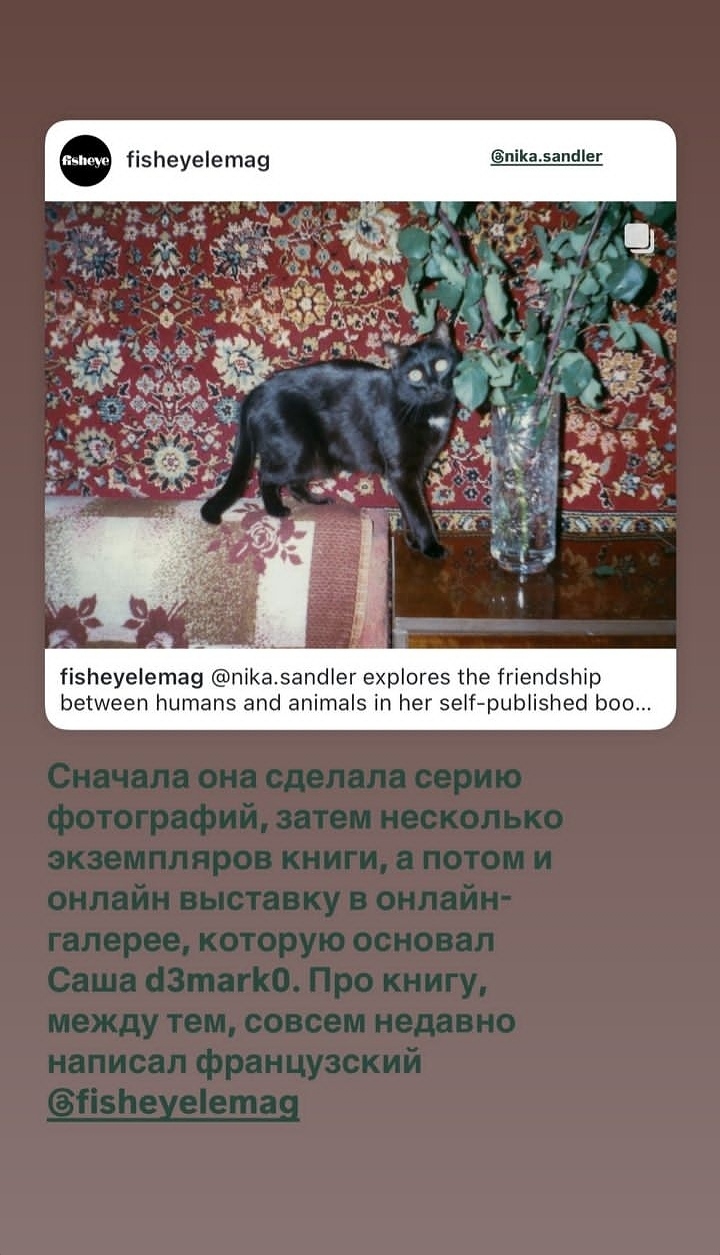 fisheye
fisheyelemag
@nika.sandler
fisheyelemag @nika.sandler explores the friendship
between humans and animals in her self-published boo...
Сначала она сделала серию
фотографий, затем несколько
экземпляров книги, а потом и
онлайн выставку в онлайн-
галерее, которую основал
Саша d3mark0. Про книгу,
между тем, совсем недавно
написал французский
@fisheyelemag